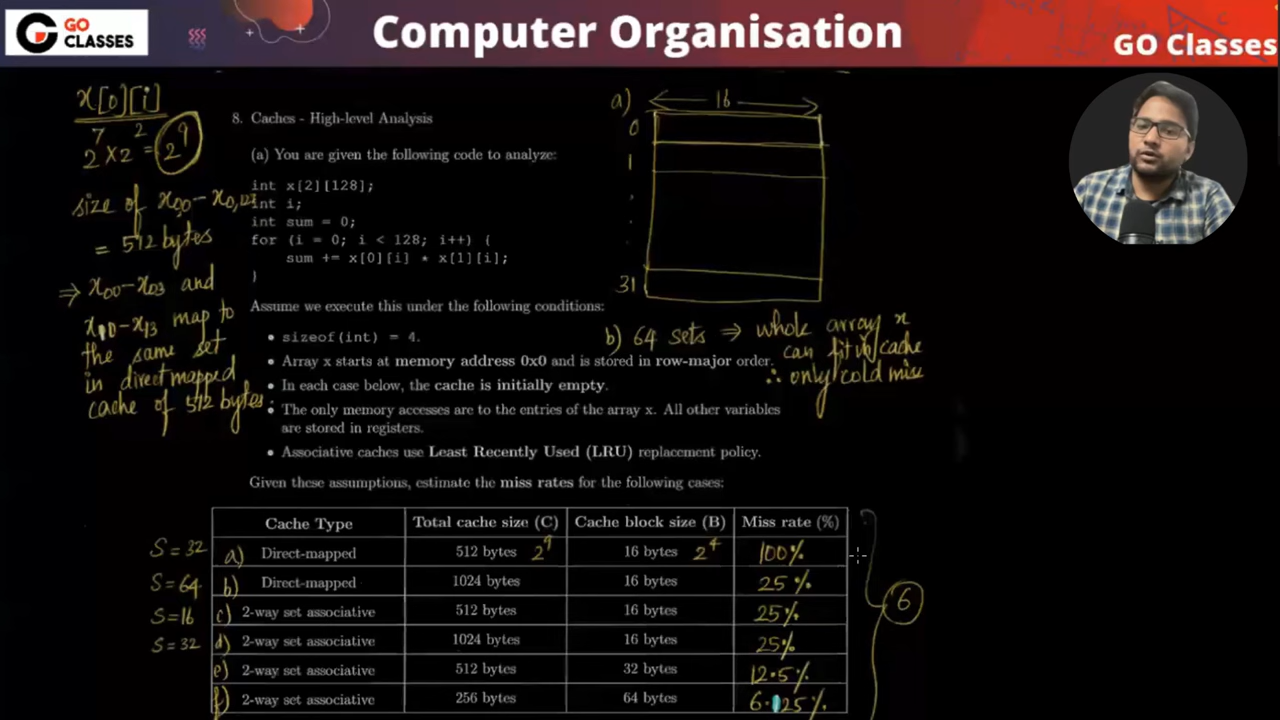 GO
CLASSES
Computer Organisation
GO Classes
x[0][i]
2^7 x 2^2 = 2^9
size of x0,0 - x0,127
= 512 bytes
⇒ x00 - x03 and
x10 - x13 map to
the same set
in direct mapped
cache of 512 bytes
8. Caches - High-level Analysis
(a) You are given the following code to analyze:
int x[2][128];
int i;
int sum = 0;
for (i = 0; i < 128; i++) {
sum += x[0][i] * x[1][i];
}
Assume we execute this under the following conditions:
• sizeof(int) = 4.
• Array x starts at memory address 0x0 and is stored in row-major order.
• In each case below, the cache is initially empty.
• The only memory accesses are to the entries of the array x. All other variables
are stored in registers.
• Associative caches use Least Recently Used (LRU) replacement policy.
Given these assumptions, estimate the miss rates for the following cases:
a) 16
0
1
31
b) 64 sets ⇒ whole array x
can fit in cache
∴ only cold miss
Cache Type Total cache size (C) Cache block size (B) Miss rate (%)
S = 32 a) Direct-mapped 512 bytes 2^9 16 bytes 2^4 100%
S = 64 b) Direct-mapped 1024 bytes 16 bytes 25%
S = 16 c) 2-way set associative 512 bytes 16 bytes 25%
S = 32 d) 2-way set associative 1024 bytes 16 bytes 25%
e) 2-way set associative 512 bytes 32 bytes 12.5%
f) 2-way set associative 256 bytes 64 bytes 6.125%
6